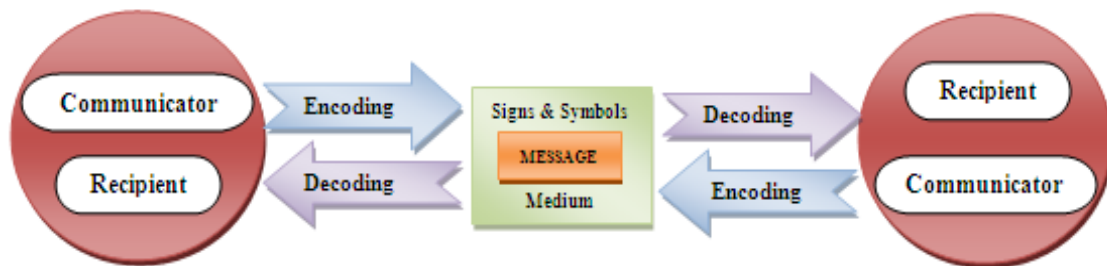 Communicator
Recipient
Encoding
Decoding
Signs & Symbols
MESSAGE
Medium
Decoding
Encoding
Recipient
Communicator